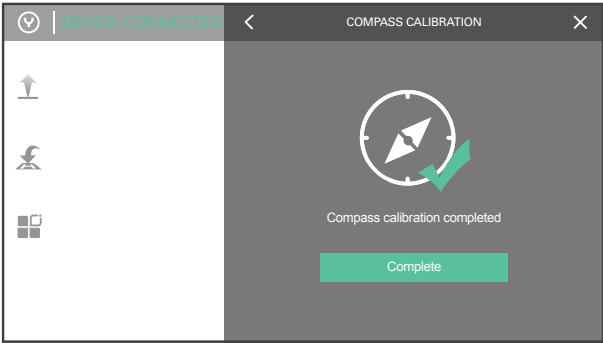 DEVICE CONNECTED
COMPASS CALIBRATION
Compass calibration completed
Complete